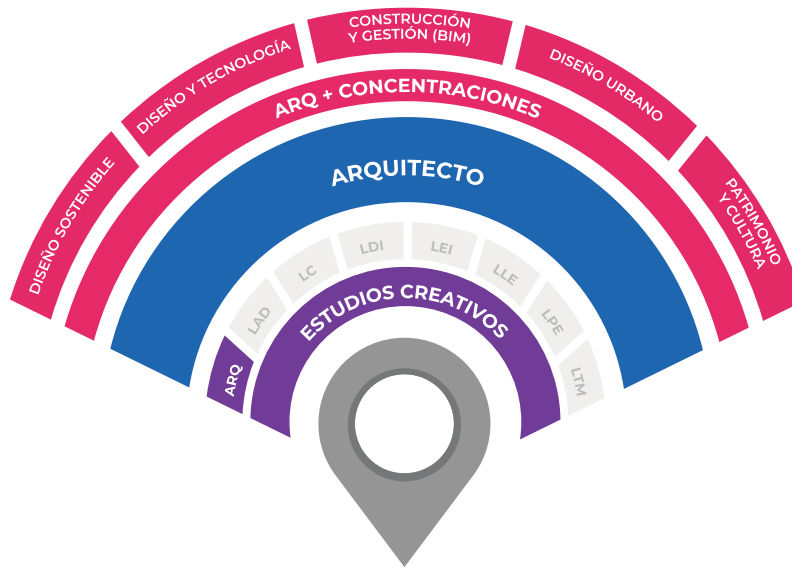 CONSTRUCCIÓN
Y GESTIÓN (BIM)
DISEÑO Y TECNOLOGÍA
DISEÑO URBANO
DISEÑO SOSTENIBLE
PATRIMONIO
Y CULTURA
ARQ + CONCENTRACIONES
ARQUITECTO
ARQ
LAD
LC
LDI
LEI
LLE
LPE
LTM
ESTUDIOS CREATIVOS